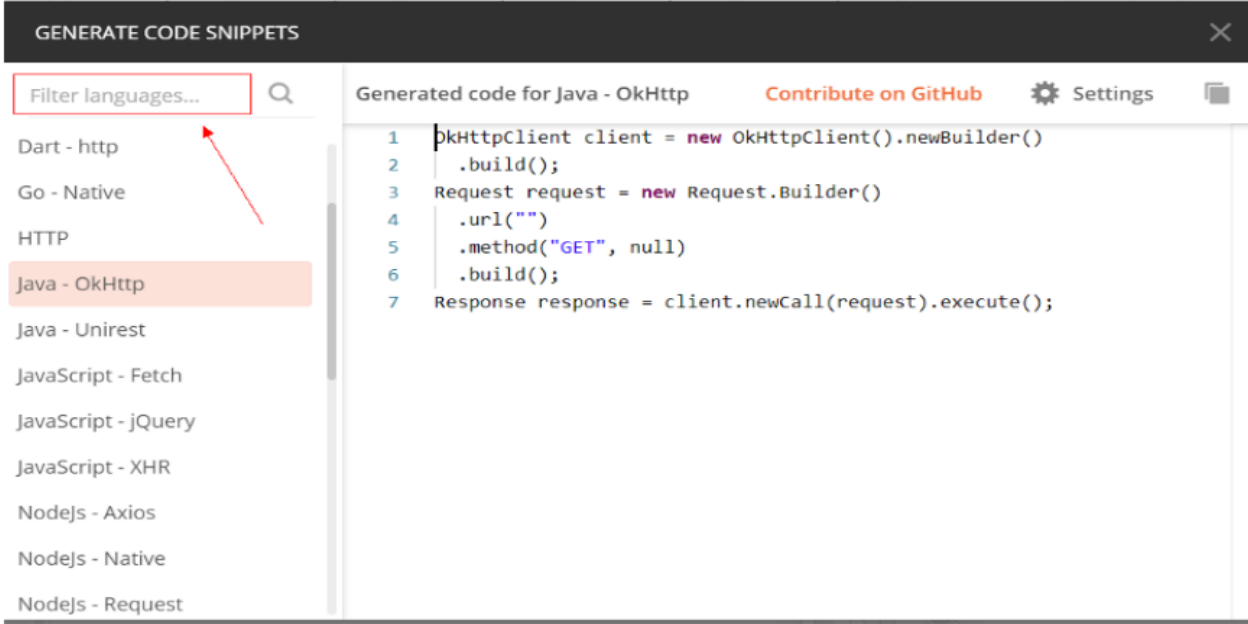 GENERATE CODE SNIPPETS
Filter languages...
Dart - http
Go - Native
HTTP
Java - OkHttp
Java - Unirest
JavaScript - Fetch
JavaScript - jQuery
JavaScript - XHR
NodeJs - Axios
NodeJs - Native
NodeJs - Request
Generated code for Java - OkHttp Contribute on GitHub Settings
1 OkHttpClient client = new OkHttpClient().newBuilder()
2 .build();
3 Request request = new Request.Builder()
4 .url("")
5 .method("GET", null)
6 .build();
7 Response response = client.newCall(request).execute();